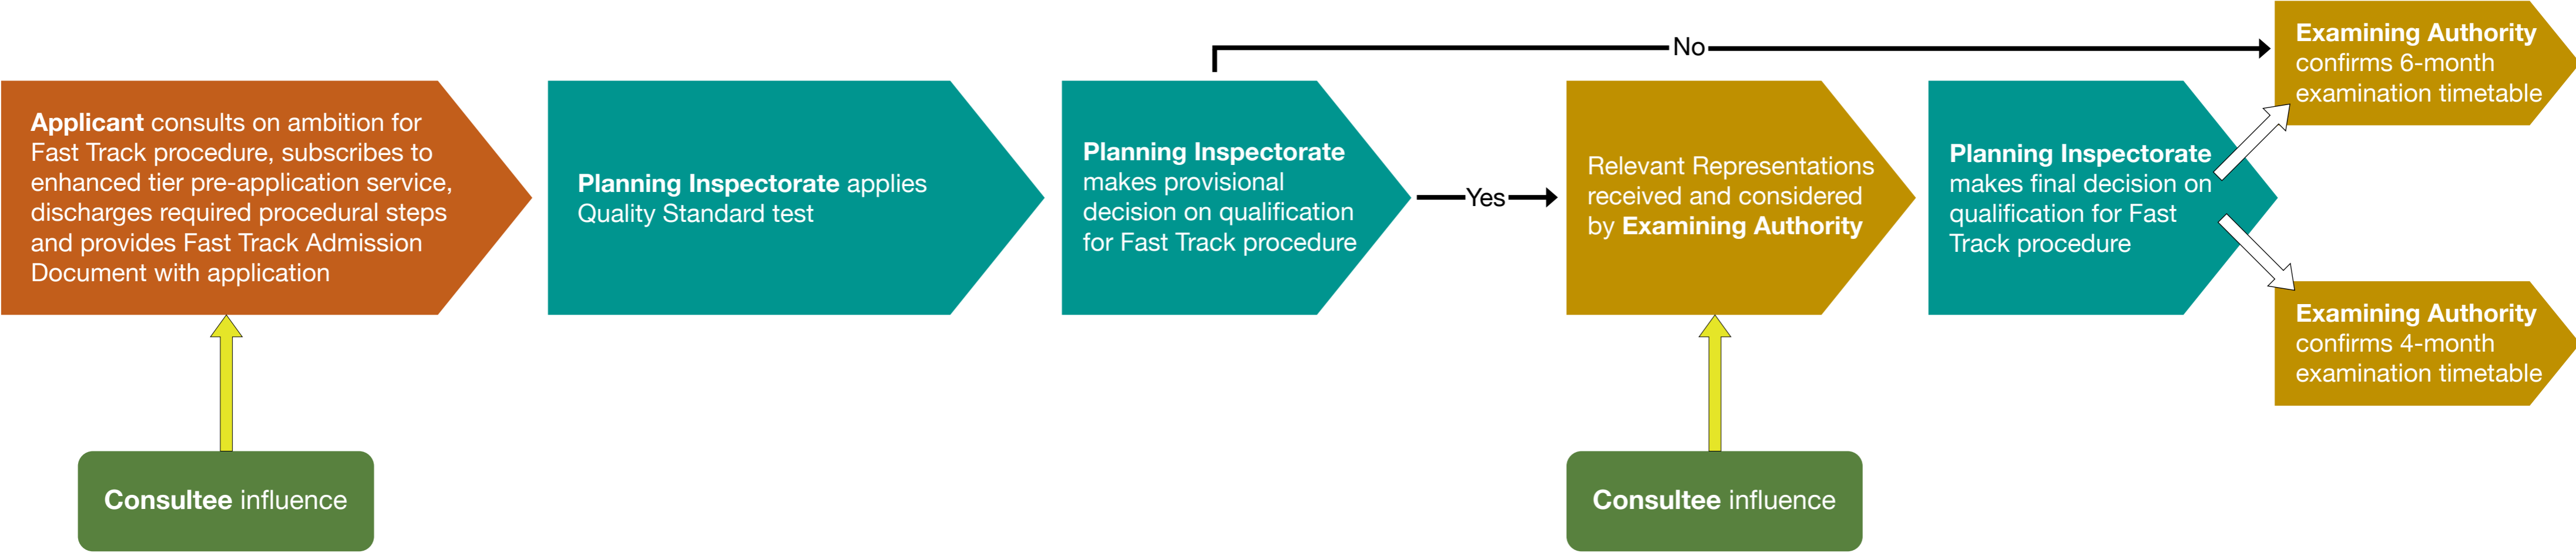 No
Applicant consults on ambition for
Fast Track procedure, subscribes to
enhanced tier pre-application service,
discharges required procedural steps
and provides Fast Track Admission
Document with application
Planning Inspectorate applies
Quality Standard test
Planning Inspectorate
makes provisional
decision on qualification
for Fast Track procedure
Yes
Relevant Representations
received and considered
by Examining Authority
Planning Inspectorate
makes final decision on
qualification for Fast
Track procedure
Examining Authority
confirms 6-month
examination timetable
Examining Authority
confirms 4-month
examination timetable
Consultee influence
Consultee influence